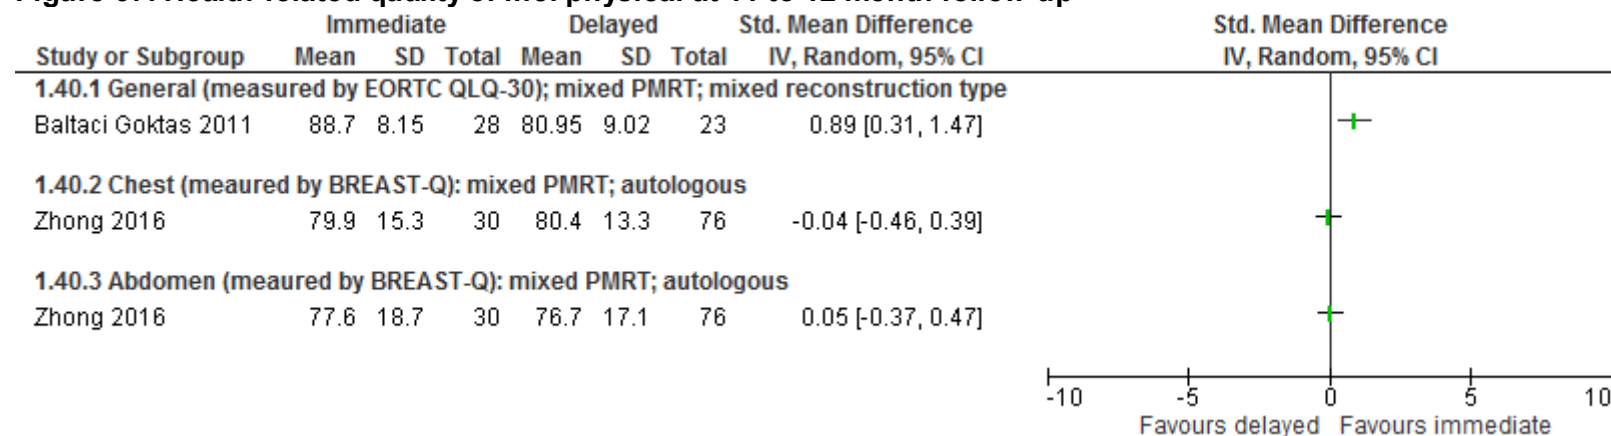 Immediate Delayed Std. Mean Difference Std. Mean Difference
Study or Subgroup Mean SD Total Mean SD Total IV, Random, 95% CI IV, Random, 95% CI
1.40.1 General (measured by EORTC QLQ-30); mixed PMRT; mixed reconstruction type
Baltaci Goktas 2011 88.7 8.15 28 80.95 9.02 23 0.89 [0.31, 1.47]
1.40.2 Chest (meaured by BREAST-Q): mixed PMRT; autologous
Zhong 2016 79.9 15.3 30 80.4 13.3 76 -0.04 [-0.46, 0.39]
1.40.3 Abdomen (meaured by BREAST-Q): mixed PMRT; autologous
Zhong 2016 77.6 18.7 30 76.7 17.1 76 0.05 [-0.37, 0.47]
-10 -5 0 5 10
Favours delayed Favours immediate